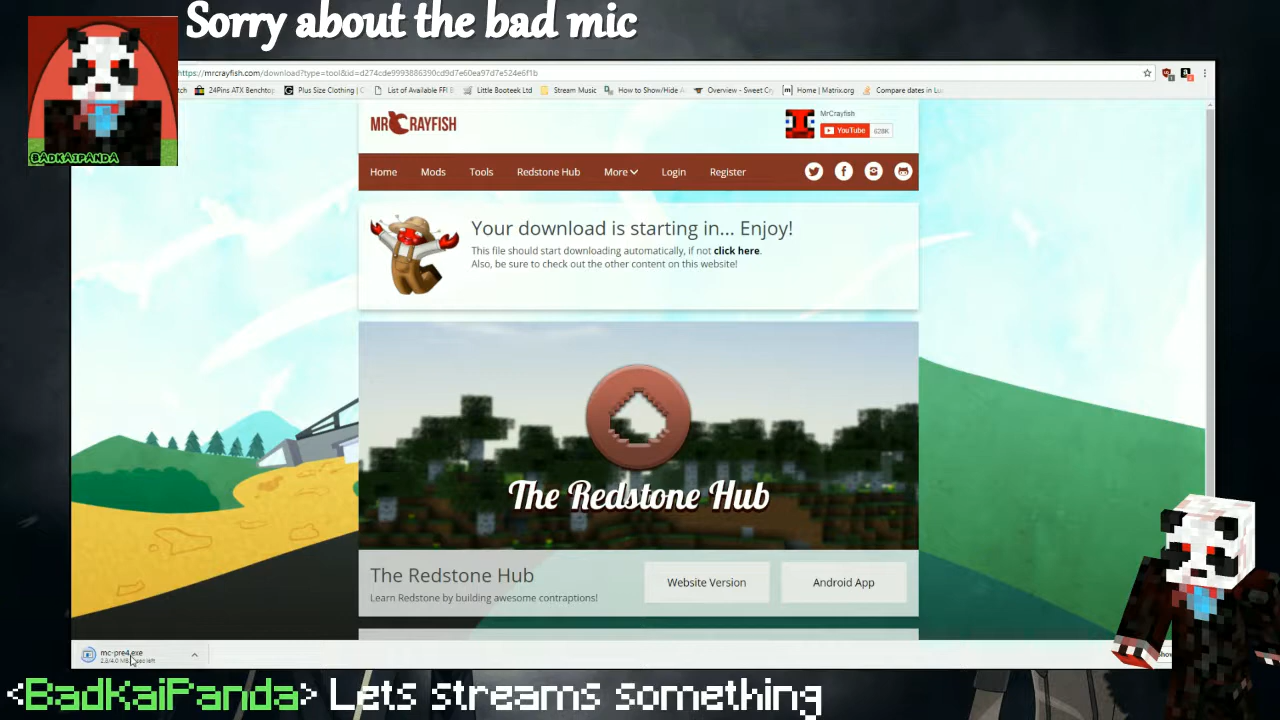 Sorry about the bad mic
BADKAIPANDA
https://mrcrayfish.com/download?type=tool&id=d274cde9993886390cd9d7e60ea97d7e524e6f1b
24Pins ATX Benchtop
Plus Size Clothing | C
List of Available FFI B
Little Booteek Ltd
Stream Music
How to Show/Hide A
Overview - Sweet Cr
Home | Matrix.org
Compare dates in Lu
MRCRAYFISH
MrCrayfish
YouTube 628K
Home Mods Tools Redstone Hub More Login Register
Your download is starting in... Enjoy!
This file should start downloading automatically, if not click here.
Also, be sure to check out the other content on this website!
The Redstone Hub
The Redstone Hub
Learn Redstone by building awesome contraptions!
Website Version
Android App
mc-pre4.exe
<BadKaiPanda> Lets streams something